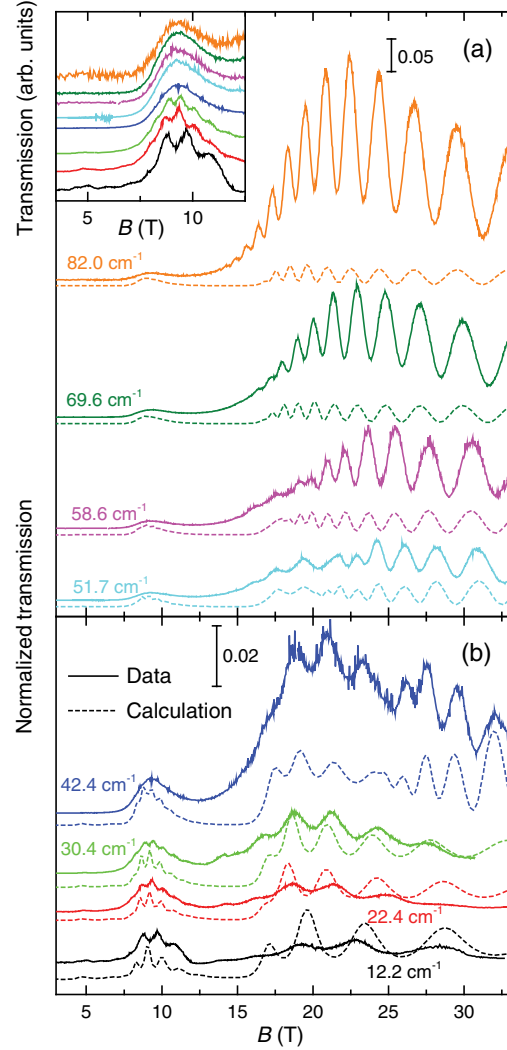 Transmission (arb. units)
5
10
B (T)
0.05
(a)
82.0 cm⁻¹
69.6 cm⁻¹
58.6 cm⁻¹
51.7 cm⁻¹
Normalized transmission
0.02
(b)
Data
Calculation
42.4 cm⁻¹
30.4 cm⁻¹
22.4 cm⁻¹
12.2 cm⁻¹
5 10 15 20 25 30
B (T)